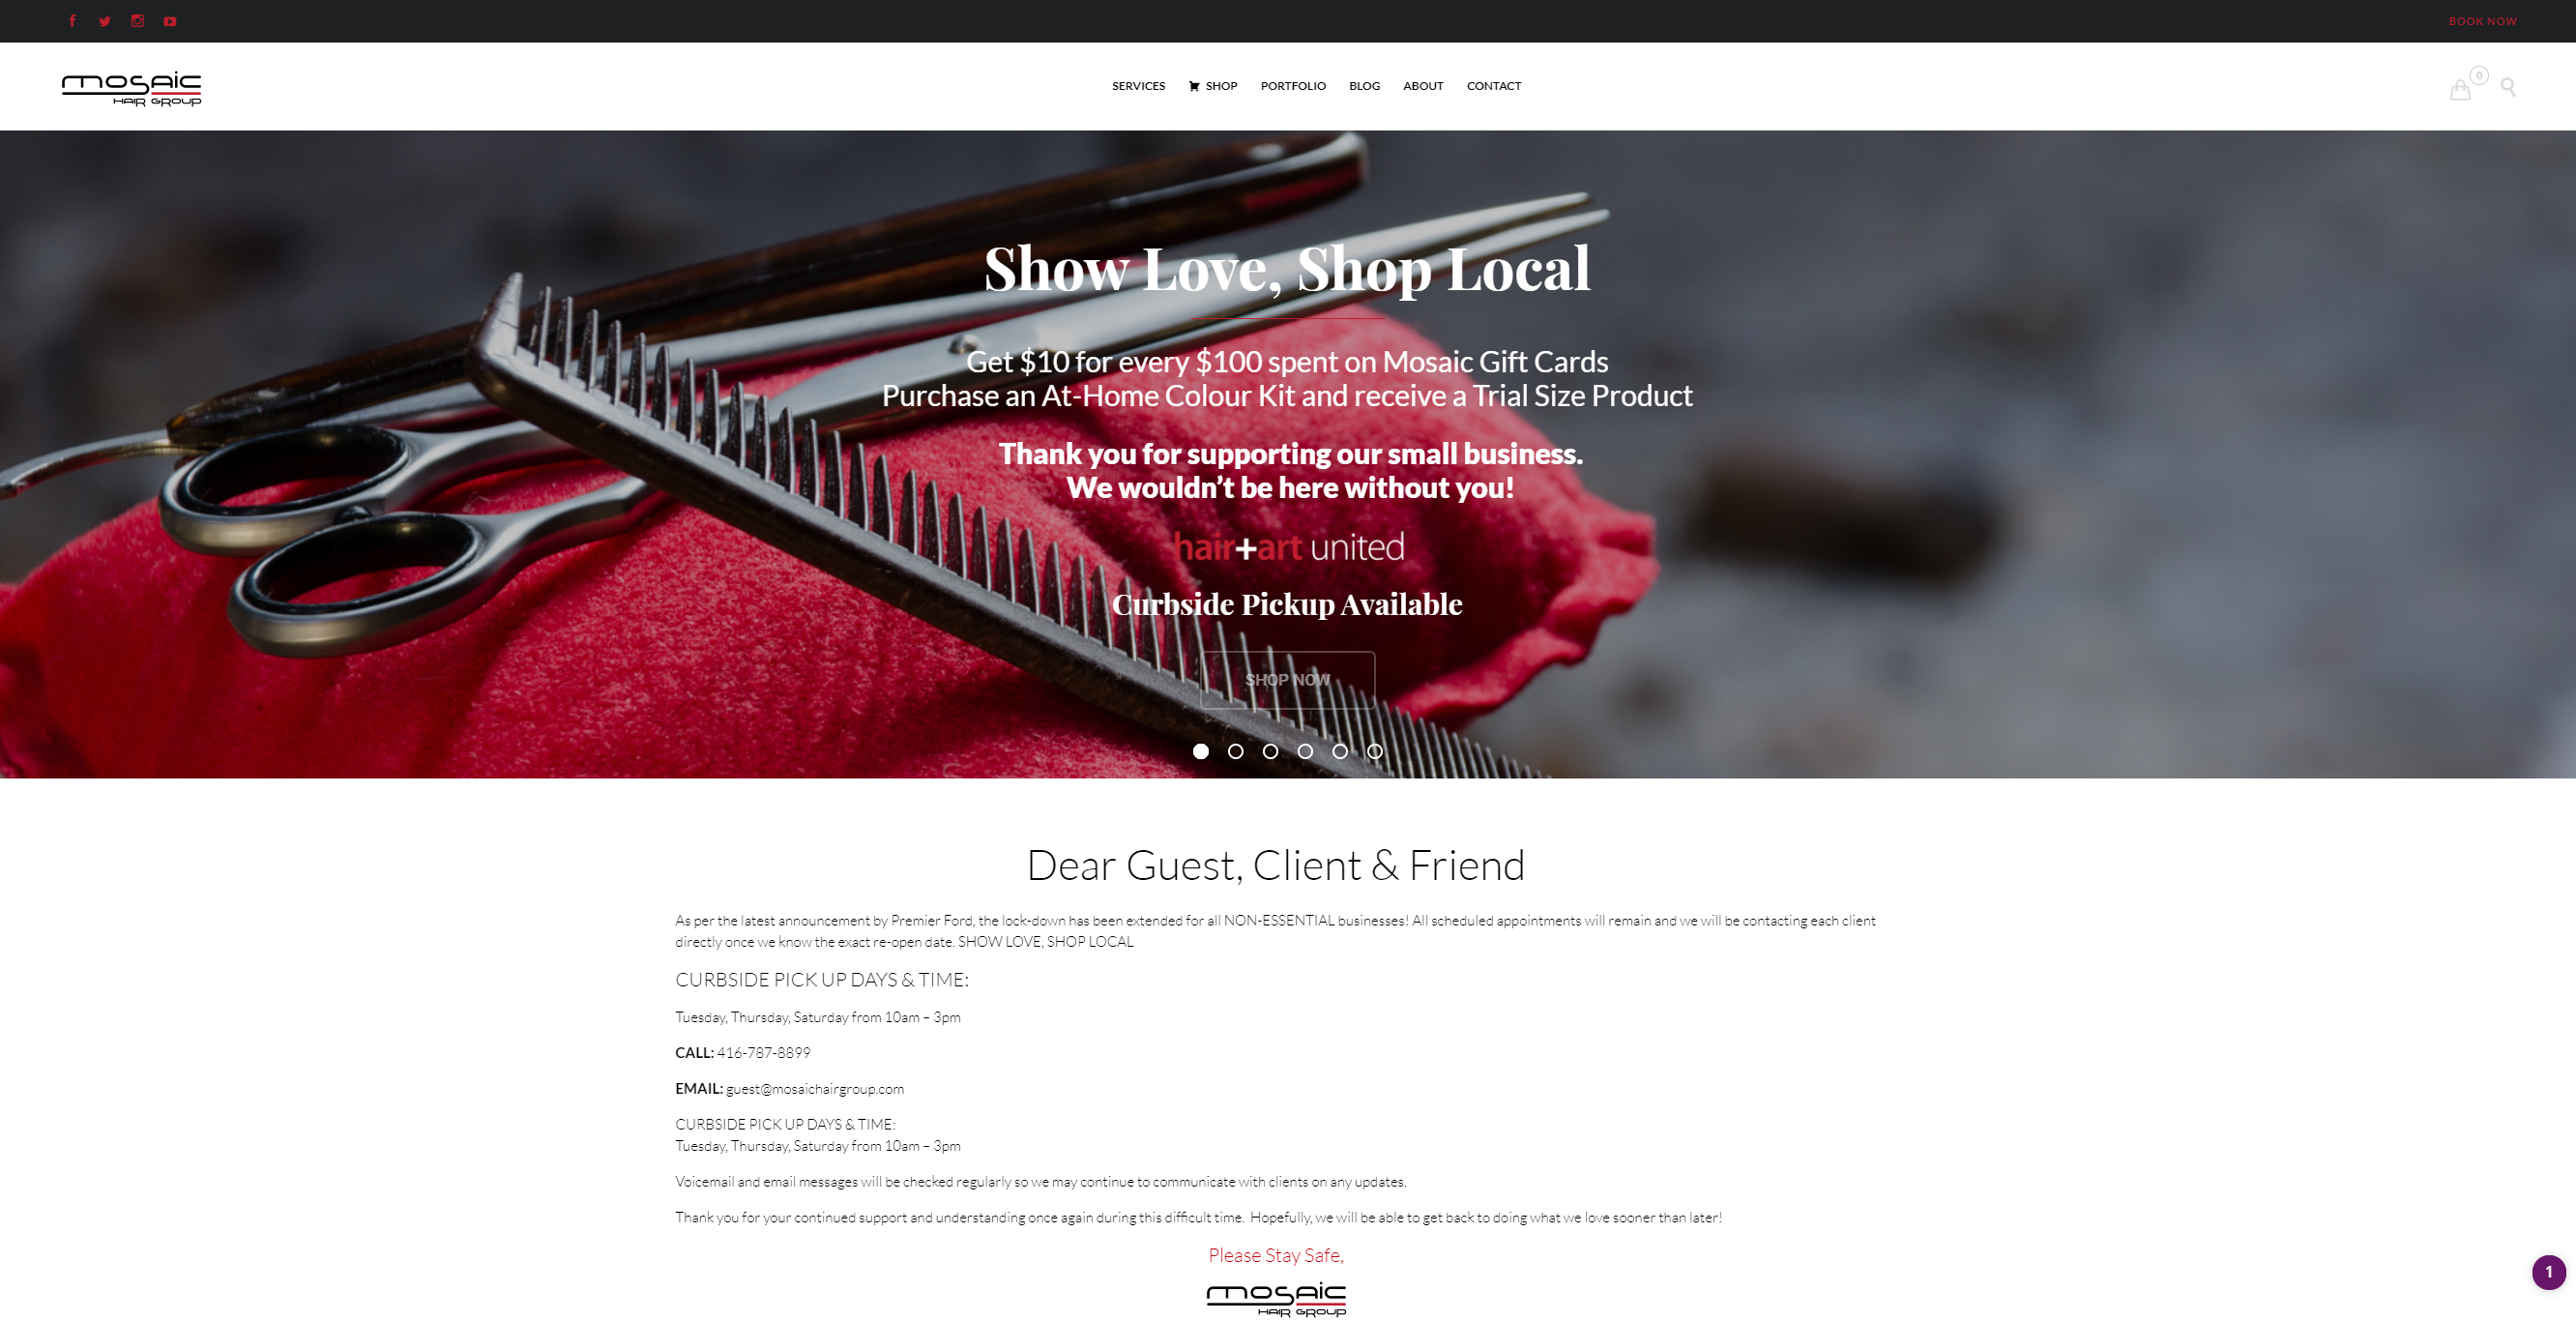 BOOK NOW
mosaic
HAIR GROUP
SERVICES SHOP PORTFOLIO BLOG ABOUT CONTACT
0
Show Love, Shop Local
Get $10 for every $100 spent on Mosaic Gift Cards
Purchase an At-Home Colour Kit and receive a Trial Size Product
Thank you for supporting our small business.
We wouldn’t be here without you!
hair+art united
Curbside Pickup Available
SHOP NOW
Dear Guest, Client & Friend
As per the latest announcement by Premier Ford, the lock-down has been extended for all NON-ESSENTIAL businesses! All scheduled appointments will remain and we will be contacting each client
directly once we know the exact re-open date. SHOW LOVE, SHOP LOCAL
CURBSIDE PICK UP DAYS & TIME:
Tuesday, Thursday, Saturday from 10am – 3pm
CALL: 416-787-8899
EMAIL: guest@mosaichairgroup.com
CURBSIDE PICK UP DAYS & TIME:
Tuesday, Thursday, Saturday from 10am – 3pm
Voicemail and email messages will be checked regularly so we may continue to communicate with clients on any updates.
Thank you for your continued support and understanding once again during this difficult time.  Hopefully, we will be able to get back to doing what we love sooner than later!
Please Stay Safe,
mosaic
HAIR GROUP
1